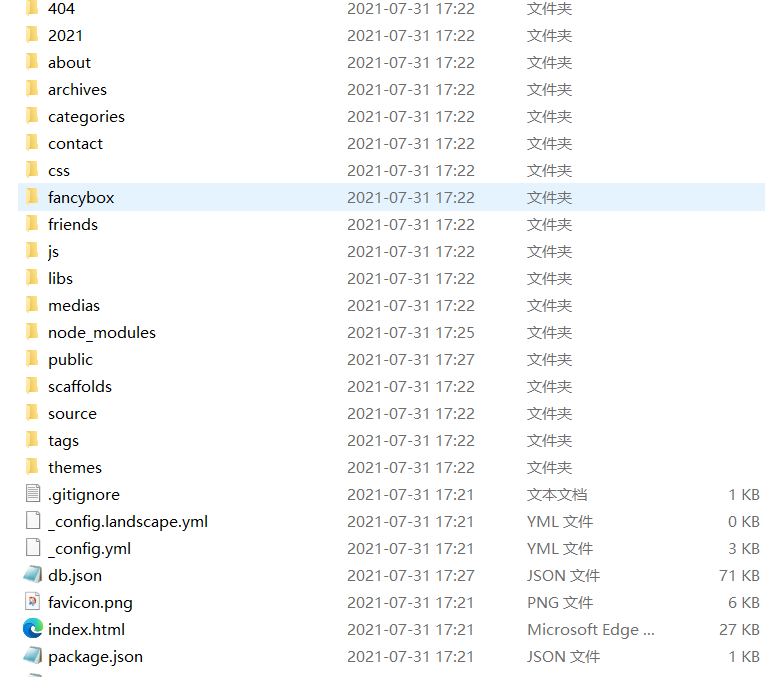 404 2021-07-31 17:22 文件夹
2021 2021-07-31 17:22 文件夹
about 2021-07-31 17:22 文件夹
archives 2021-07-31 17:22 文件夹
categories 2021-07-31 17:22 文件夹
contact 2021-07-31 17:22 文件夹
css 2021-07-31 17:22 文件夹
fancybox 2021-07-31 17:22 文件夹
friends 2021-07-31 17:22 文件夹
js 2021-07-31 17:22 文件夹
libs 2021-07-31 17:22 文件夹
medias 2021-07-31 17:22 文件夹
node_modules 2021-07-31 17:25 文件夹
public 2021-07-31 17:27 文件夹
scaffolds 2021-07-31 17:22 文件夹
source 2021-07-31 17:22 文件夹
tags 2021-07-31 17:22 文件夹
themes 2021-07-31 17:22 文件夹
.gitignore 2021-07-31 17:21 文本文档 1 KB
_config.landscape.yml 2021-07-31 17:21 YML 文件 0 KB
_config.yml 2021-07-31 17:21 YML 文件 3 KB
db.json 2021-07-31 17:27 JSON 文件 71 KB
favicon.png 2021-07-31 17:21 PNG 文件 6 KB
index.html 2021-07-31 17:21 Microsoft Edge ... 27 KB
package.json 2021-07-31 17:21 JSON 文件 1 KB